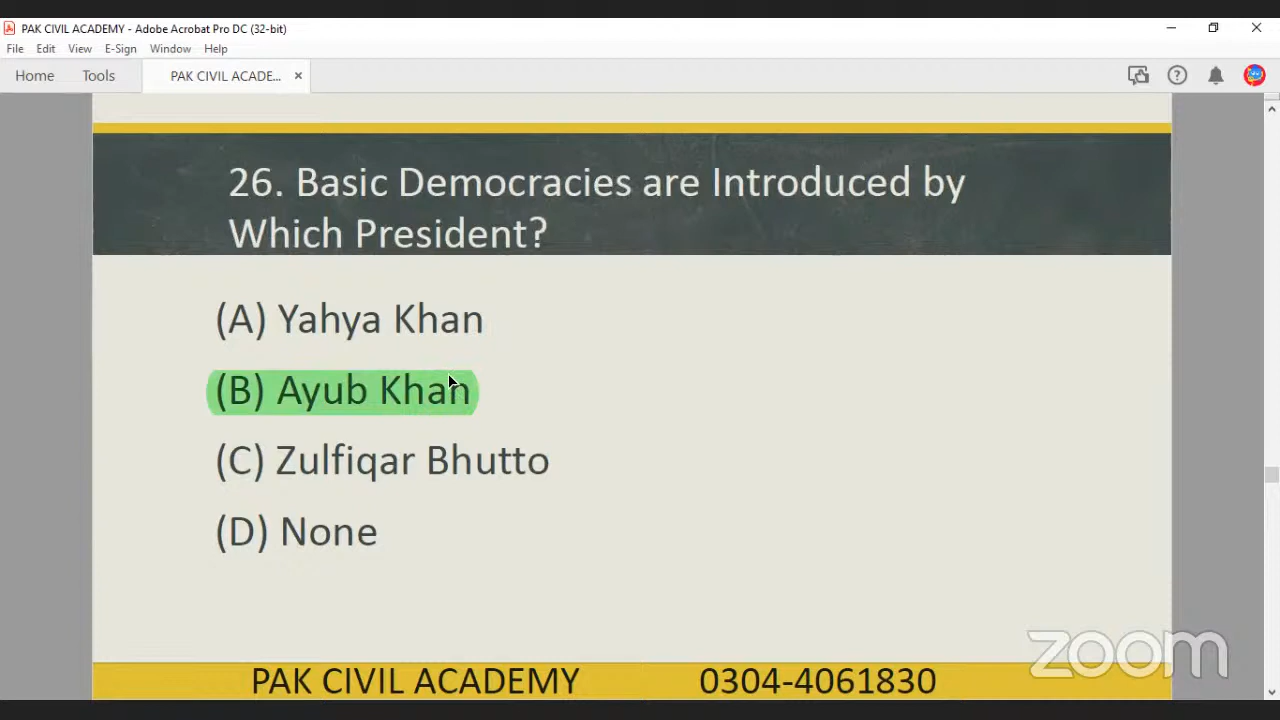 PAK CIVIL ACADEMY - Adobe Acrobat Pro DC (32-bit)
File Edit View E-Sign Window Help
Home Tools PAK CIVIL ACADE... ×
26. Basic Democracies are Introduced by
Which President?
(A) Yahya Khan
(B) Ayub Khan
(C) Zulfiqar Bhutto
(D) None
zoom
PAK CIVIL ACADEMY 0304-4061830